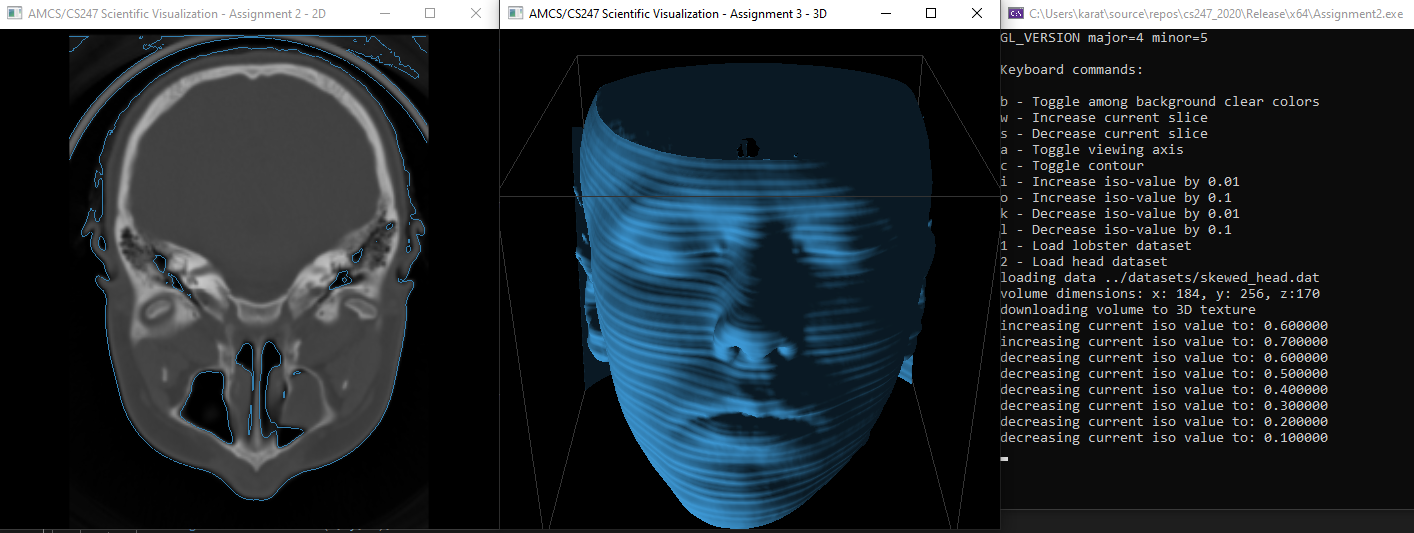 AMCS/CS247 Scientific Visualization - Assignment 2 - 2D
AMCS/CS247 Scientific Visualization - Assignment 3 - 3D
C:\Users\karat\source\repos\cs247_2020\Release\x64\Assignment2.exe
GL_VERSION major=4 minor=5
Keyboard commands:
b - Toggle among background clear colors
w - Increase current slice
s - Decrease current slice
a - Toggle viewing axis
c - Toggle contour
i - Increase iso-value by 0.01
o - Increase iso-value by 0.1
k - Decrease iso-value by 0.01
l - Decrease iso-value by 0.1
1 - Load lobster dataset
2 - Load head dataset
loading data ../datasets/skewed_head.dat
volume dimensions: x: 184, y: 256, z:170
downloading volume to 3D texture
increasing current iso value to: 0.600000
increasing current iso value to: 0.700000
decreasing current iso value to: 0.600000
decreasing current iso value to: 0.500000
decreasing current iso value to: 0.400000
decreasing current iso value to: 0.300000
decreasing current iso value to: 0.200000
decreasing current iso value to: 0.100000